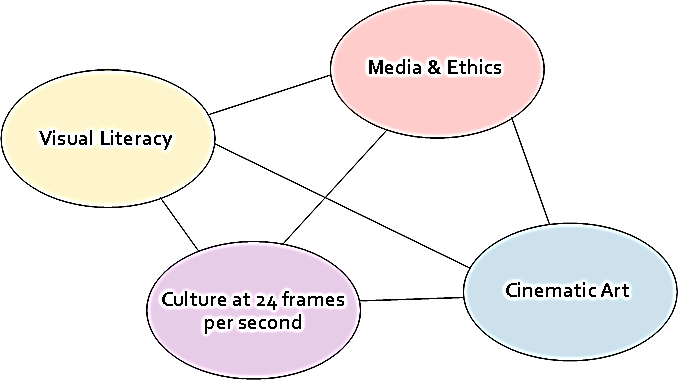 Media & Ethics
Visual Literacy
Cinematic Art
Culture at 24 frames
per second